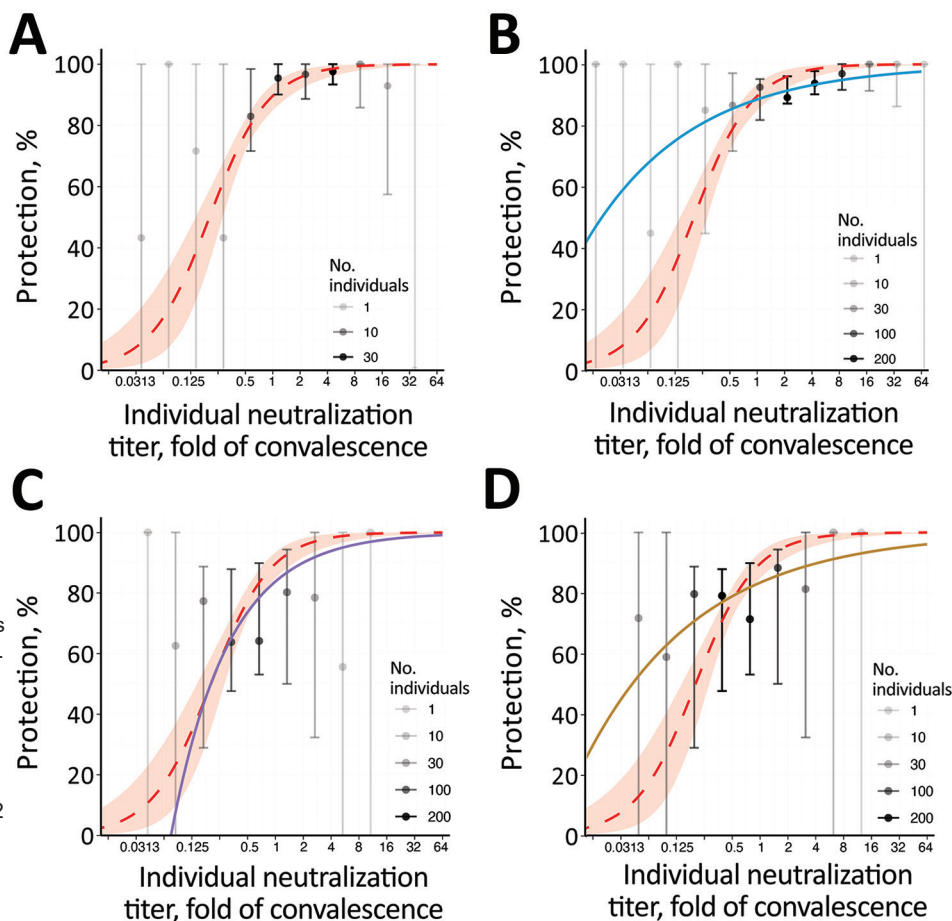 A
Protection, %
100
80
60
40
20
0
No.
individuals
1
10
30
0.0313 0.125 0.5 1 2 4 8 16 32 64
Individual neutralization
titer, fold of convalescence
B
Protection, %
100
80
60
40
20
0
No.
individuals
1
10
30
100
200
0.0313 0.125 0.5 1 2 4 8 16 32 64
Individual neutralization
titer, fold of convalescence
C
Protection, %
100
80
60
40
20
0
No.
individuals
1
10
30
100
200
0.0313 0.125 0.5 1 2 4 8 16 32 64
Individual neutralization
titer, fold of convalescence
s
2
D
Protection, %
100
80
60
40
20
0
No.
individuals
1
10
30
100
200
0.0313 0.125 0.5 1 2 4 8 16 32 64
Individual neutralization
titer, fold of convalescence